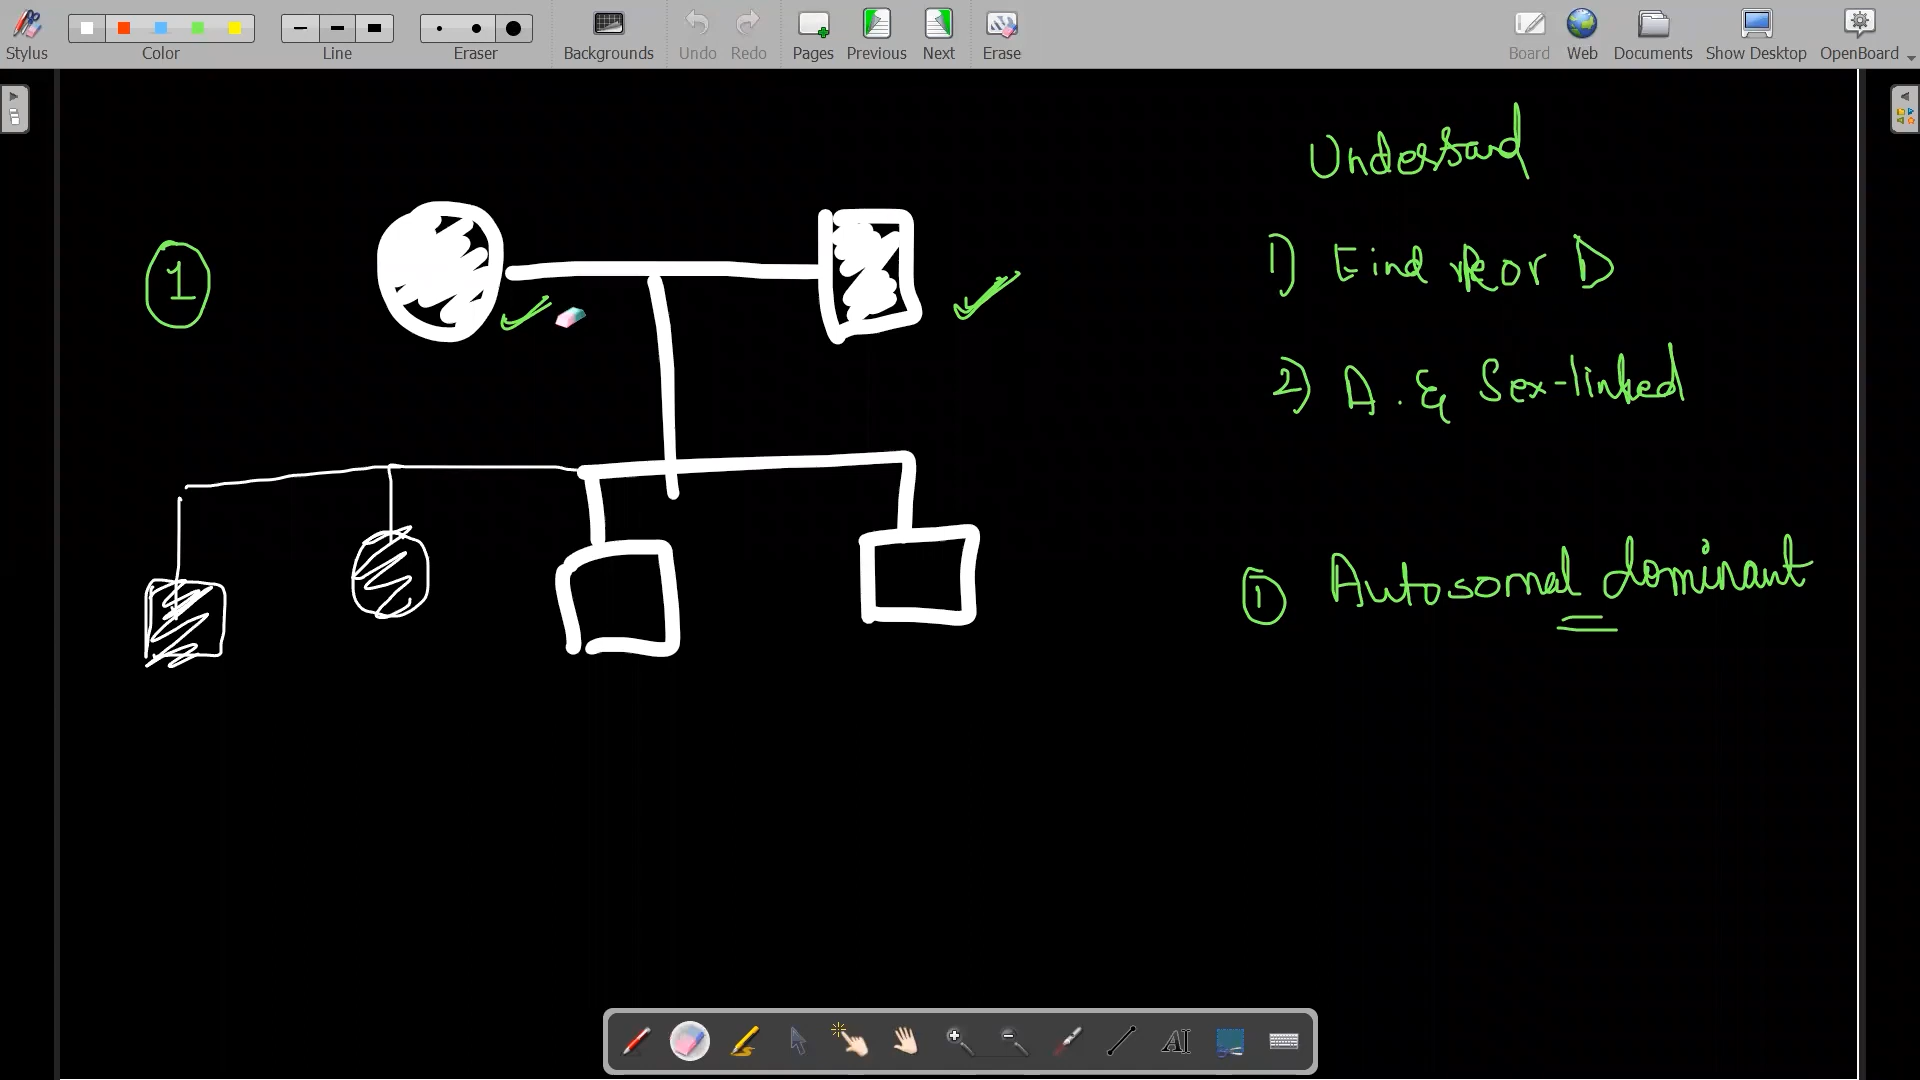 Stylus Color Line Eraser Backgrounds Undo Redo Pages Previous Next Erase Board Web Documents Show Desktop OpenBoard
Understand
1
1) Find Re or D
2) A. & Sex-linked
① Autosomal dominant